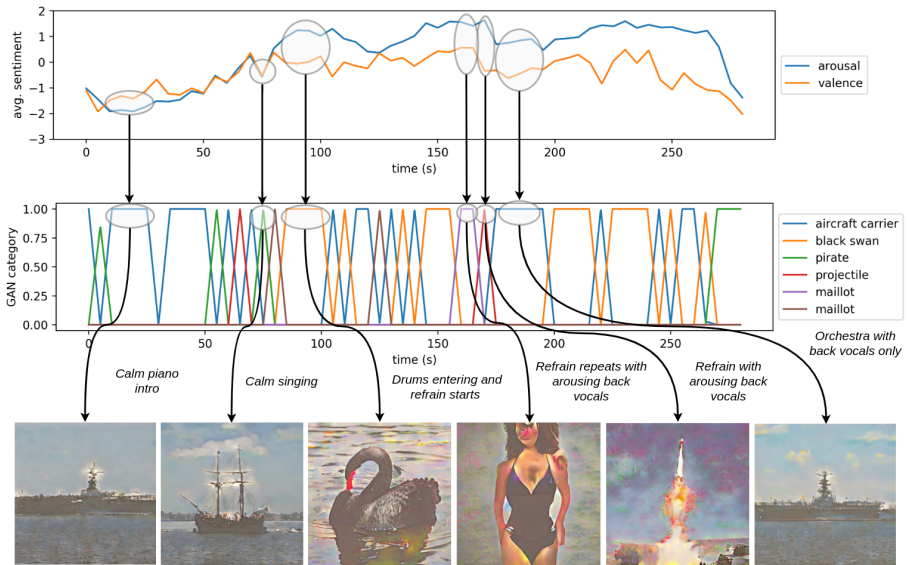 2
1
0
−1
−2
−3
avg. sentiment
0
50
100
150
200
250
time (s)
arousal
valence
1.00
0.75
0.50
0.25
0.00
GAN category
0
50
100
150
200
250
time (s)
aircraft carrier
black swan
pirate
projectile
maillot
maillot
Calm piano
intro
Calm singing
Drums entering and
refrain starts
Refrain repeats with
arousing back
vocals
Refrain with
arousing back
vocals
Orchestra with
back vocals only